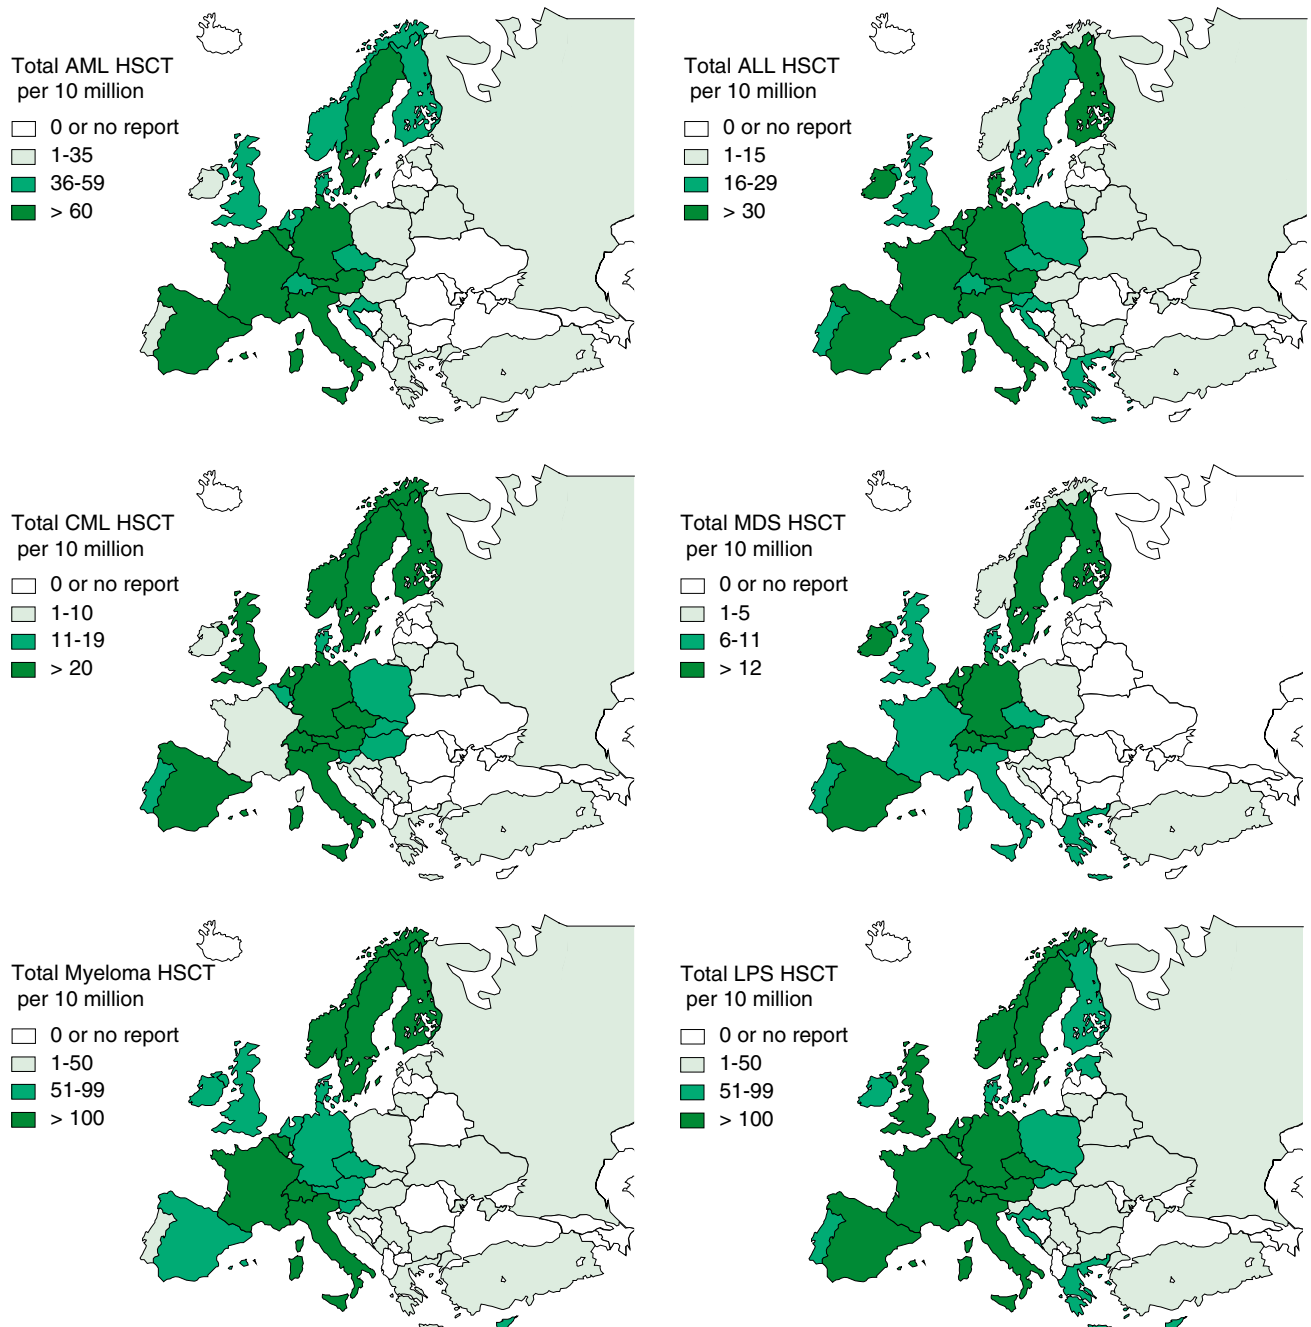 Total AML HSCT
per 10 million
0 or no report
1-35
36-59
> 60
Total ALL HSCT
per 10 million
0 or no report
1-15
16-29
> 30
Total CML HSCT
per 10 million
0 or no report
1-10
11-19
> 20
Total MDS HSCT
per 10 million
0 or no report
1-5
6-11
> 12
Total Myeloma HSCT
per 10 million
0 or no report
1-50
51-99
> 100
Total LPS HSCT
per 10 million
0 or no report
1-50
51-99
> 100